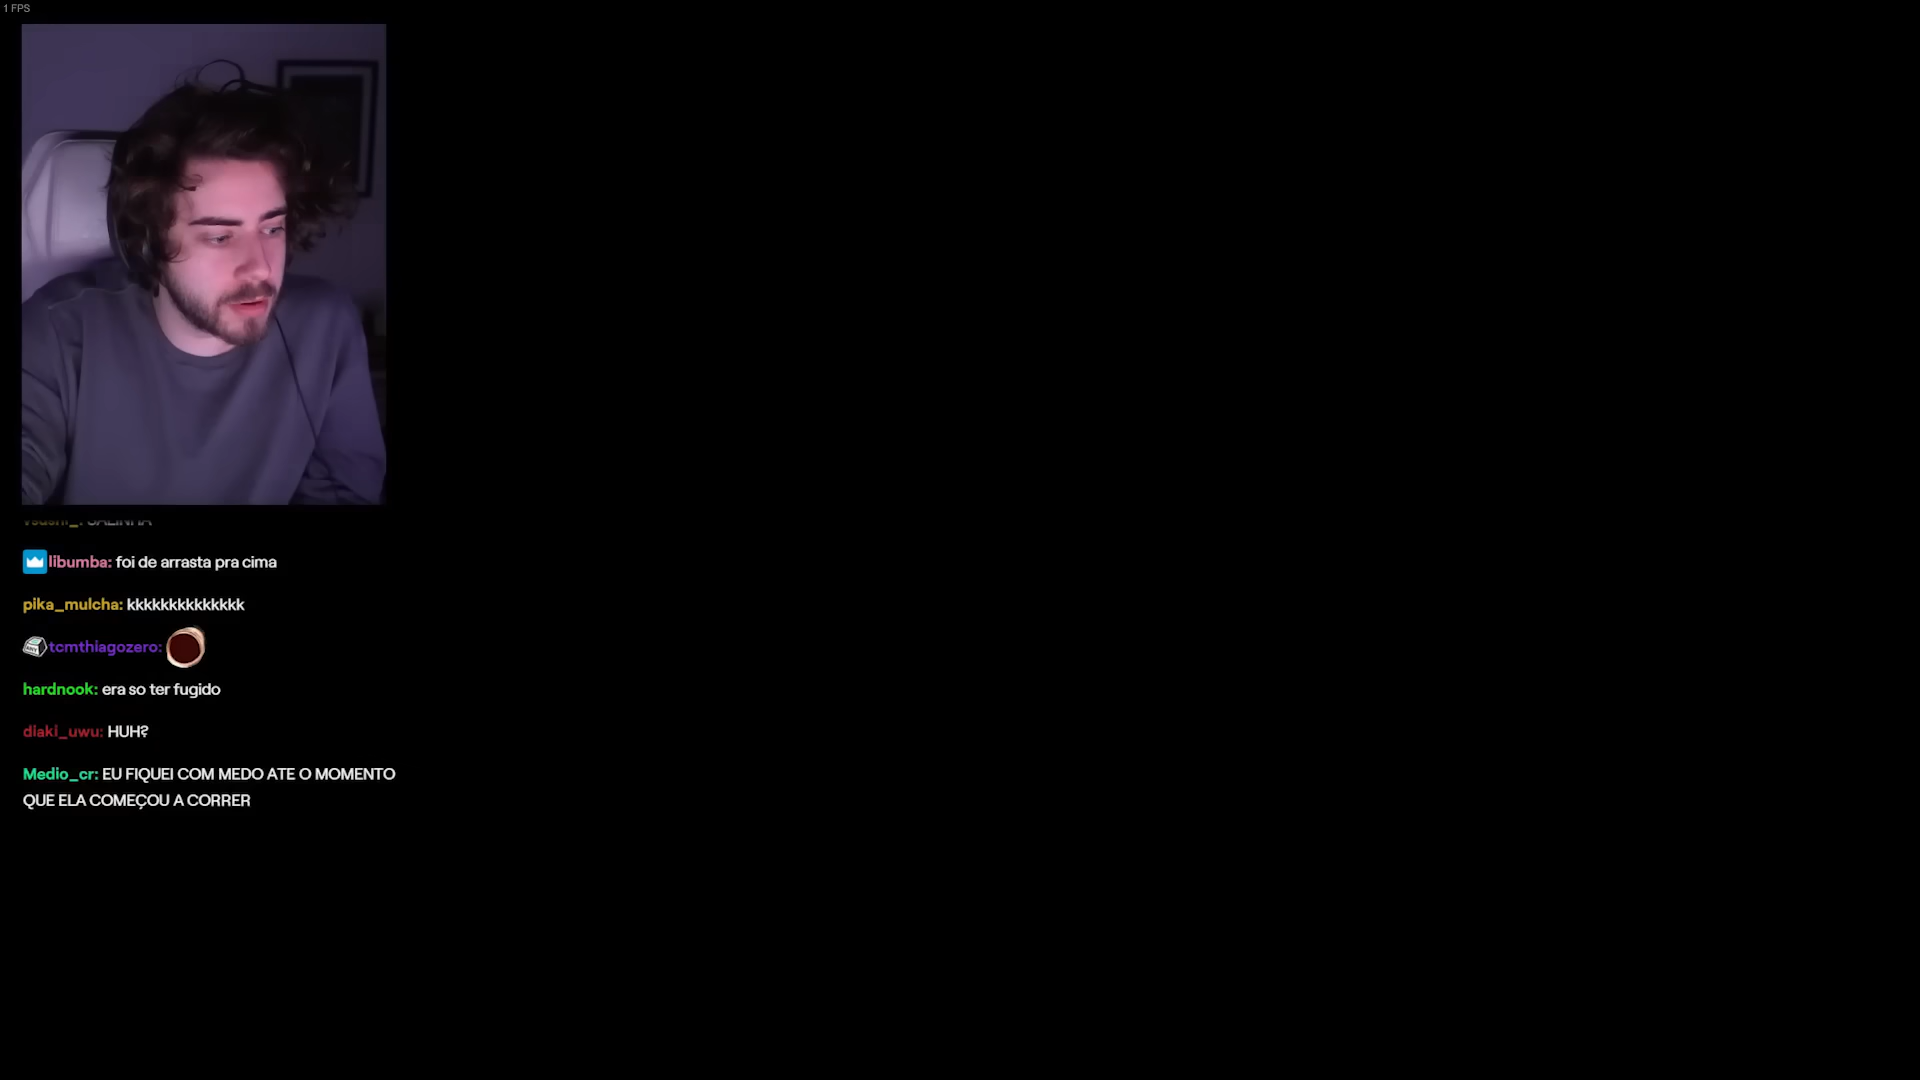 1 FPS
libumba: foi de arrasta pra cima
pika_mulcha: kkkkkkkkkkkkkk
tcmthiagozero:
hardnook: era so ter fugido
diaki_uwu: HUH?
Medio_cr: EU FIQUEI COM MEDO ATE O MOMENTO
QUE ELA COMEÇOU A CORRER